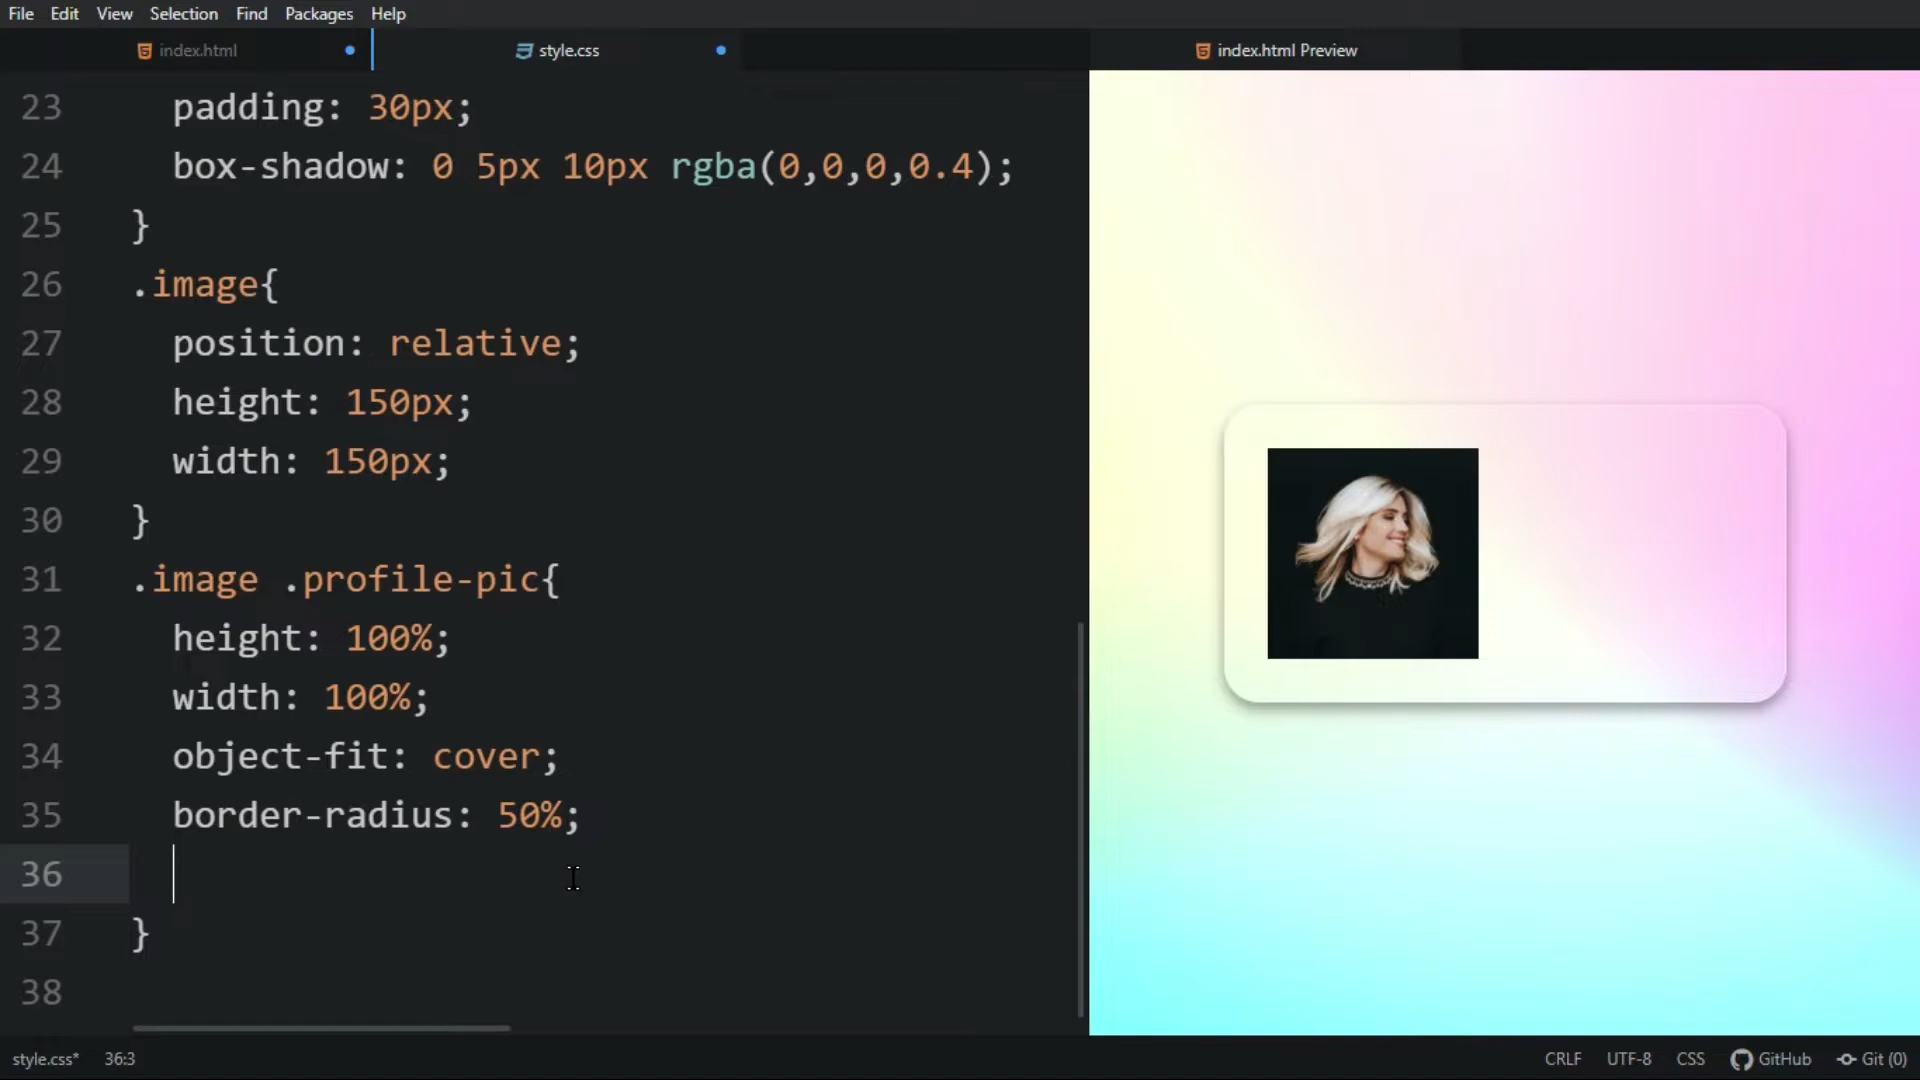 File Edit View Selection Find Packages Help
index.html style.css index.html Preview
23 padding: 30px;
24 box-shadow: 0 5px 10px rgba(0,0,0,0.4);
25 }
26 .image{
27 position: relative;
28 height: 150px;
29 width: 150px;
30 }
31 .image .profile-pic{
32 height: 100%;
33 width: 100%;
34 object-fit: cover;
35 border-radius: 50%;
36
37 }
38
style.css* 36:3 CRLF UTF-8 CSS GitHub Git (0)